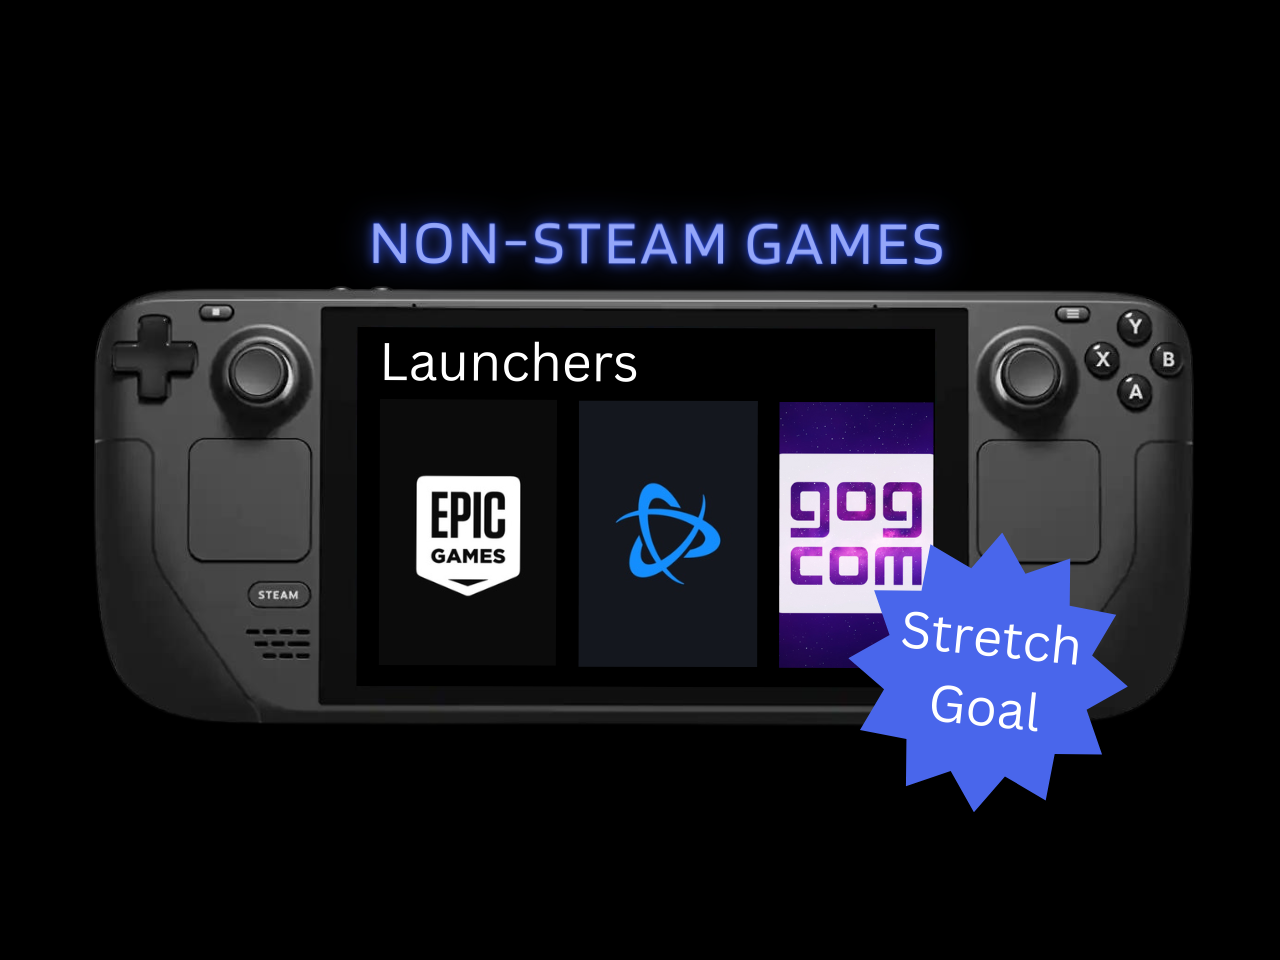 NON-STEAM GAMES
Launchers
Y
X
B
A
EPIC
GAMES
gog
com
STEAM
Stretch
Goal